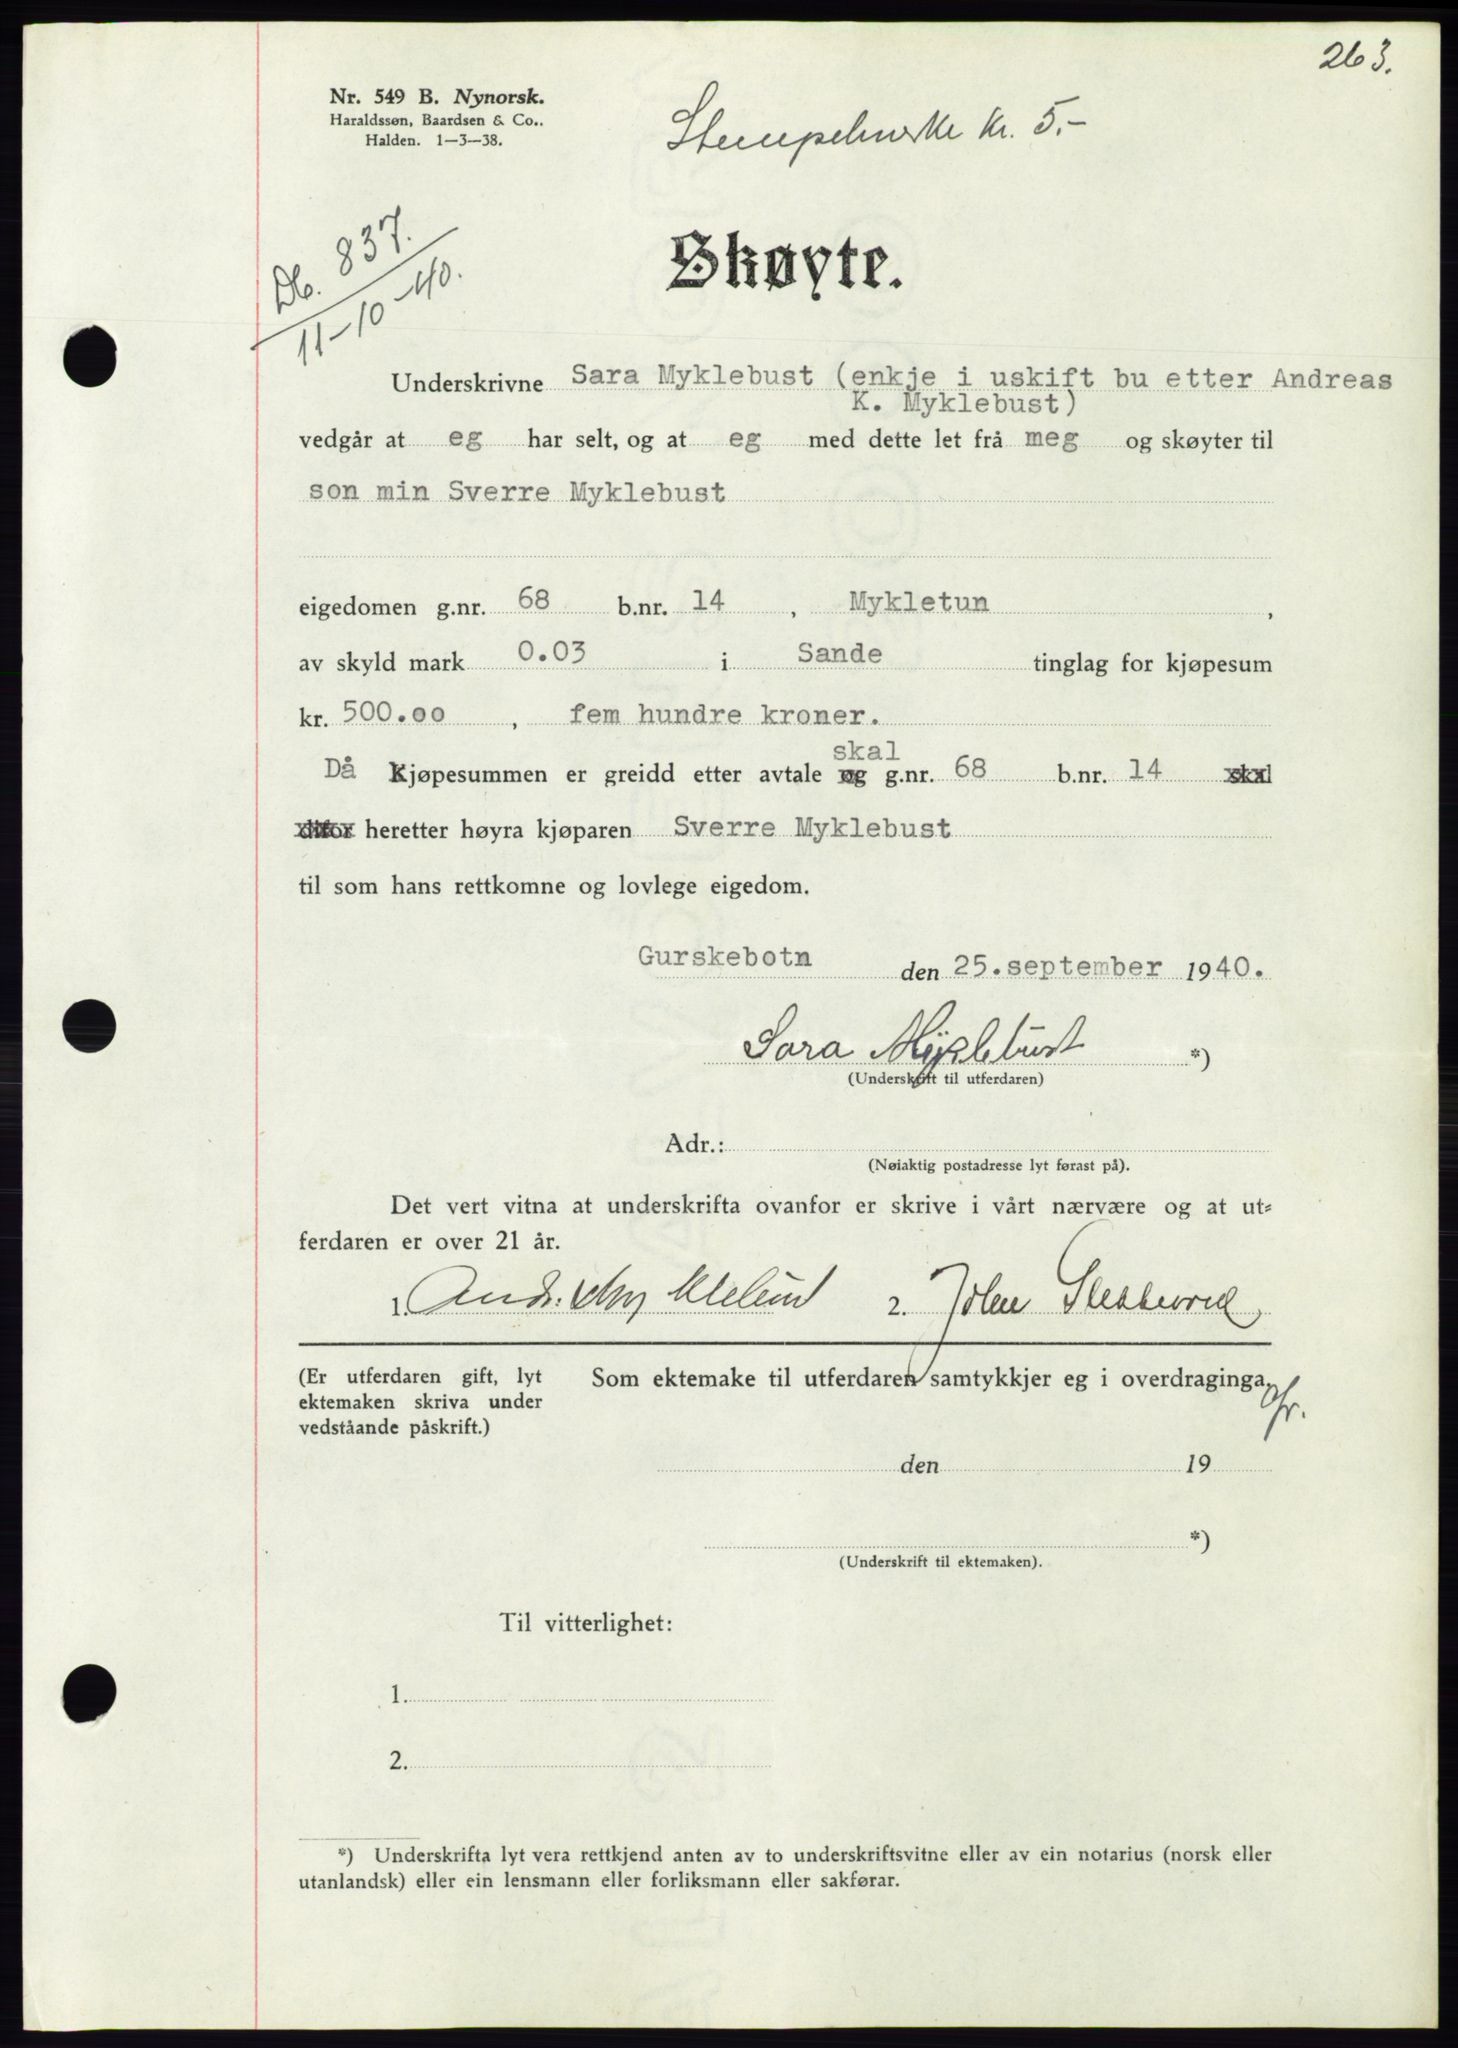 263.
Nr. 549 B. Nynorsk.
Haraldssøn, Baardsen & Co..
Halden. 1—3—38.
Stempelmerke kr. 5.-
Db. 837.
11-10-40.
Skøyte.
Underskrivne Sara Myklebust (enkje i uskift bu etter Andreas
K. Myklebust)
vedgår at eg har selt, og at eg med dette let frå meg og skøyter til
son min Sverre Myklebust
eigedomen g.nr. 68 b.nr. 14 , Mykletun ,
av skyld mark 0.03 i Sande tinglag for kjøpesum
kr. 500.oo , fem hundre kroner.
skal
Då kjøpesummen er greidd etter avtale og g.nr. 68 b.nr. 14 skal
difor heretter høyra kjøparen Sverre Myklebust
til som hans rettkomne og lovlege eigedom.
Gurskebotn den 25.september 1940.
Sara Myklebust *)
(Underskrift til utferdaren)
Adr.:
(Nøiaktig postadresse lyt førast på).
Det vert vitna at underskrifta ovanfor er skrive i vårt nærvære og at ut-
ferdaren er over 21 år.
1. Andr. Myklebust 2. John
(Er utferdaren gift, lyt
ektemaken skriva under
vedståande påskrift.)
Som ektemake til utferdaren samtykkjer eg i overdraginga.
den 19
*)
(Underskrift til ektemaken).
Til vitterlighet:
1.
2.
*) Underskrifta lyt vera rettkjend anten av to underskriftsvitne eller av ein notarius (norsk eller
utanlandsk) eller ein lensmann eller forliksmann eller sakførar.